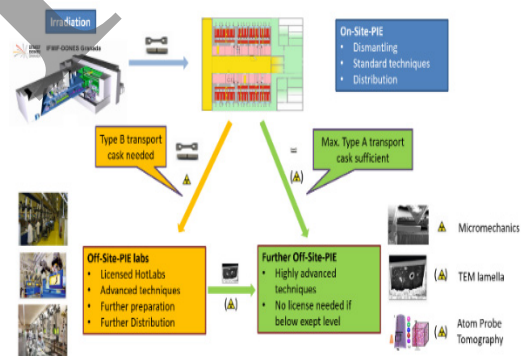 Irradiation
IFMIF-DONES Granada
On-Site-PIE
• Dismantling
• Standard techniques
• Distribution
Type B transport
cask needed
Max. Type A transport
cask sufficient
=
( )
Off-Site-PIE labs
• Licensed HotLabs
• Advanced techniques
• Further preparation
• Further Distribution
( )
Further Off-Site-PIE
• Highly advanced
techniques
• No license needed if
below exept level
Micromechanics
( ) TEM lamella
( ) Atom Probe
Tomography